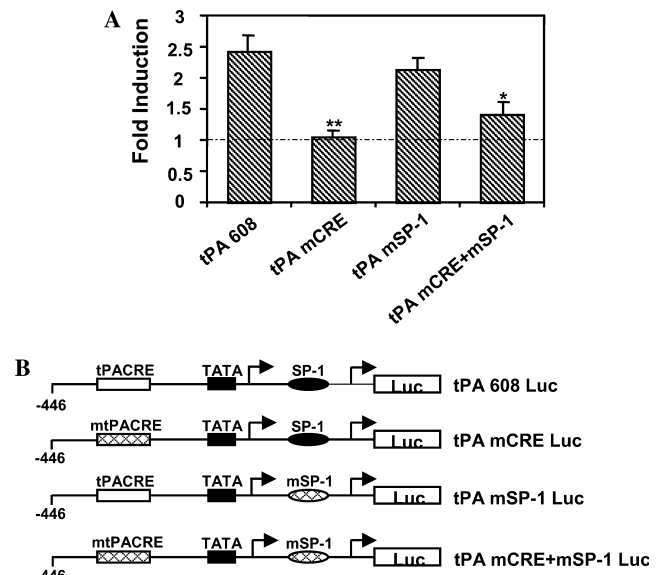 A
Fold Induction
3
2.5
2
1.5
1
0.5
0
**
*
tPA 608
tPA mCRE
tPA mSP-1
tPA mCRE+mSP-1
B
tPACRE TATA SP-1 Luc tPA 608 Luc
-446
mtPACRE TATA SP-1 Luc tPA mCRE Luc
-446
tPACRE TATA mSP-1 Luc tPA mSP-1 Luc
-446
mtPACRE TATA mSP-1 Luc tPA mCRE+mSP-1 Luc
-446